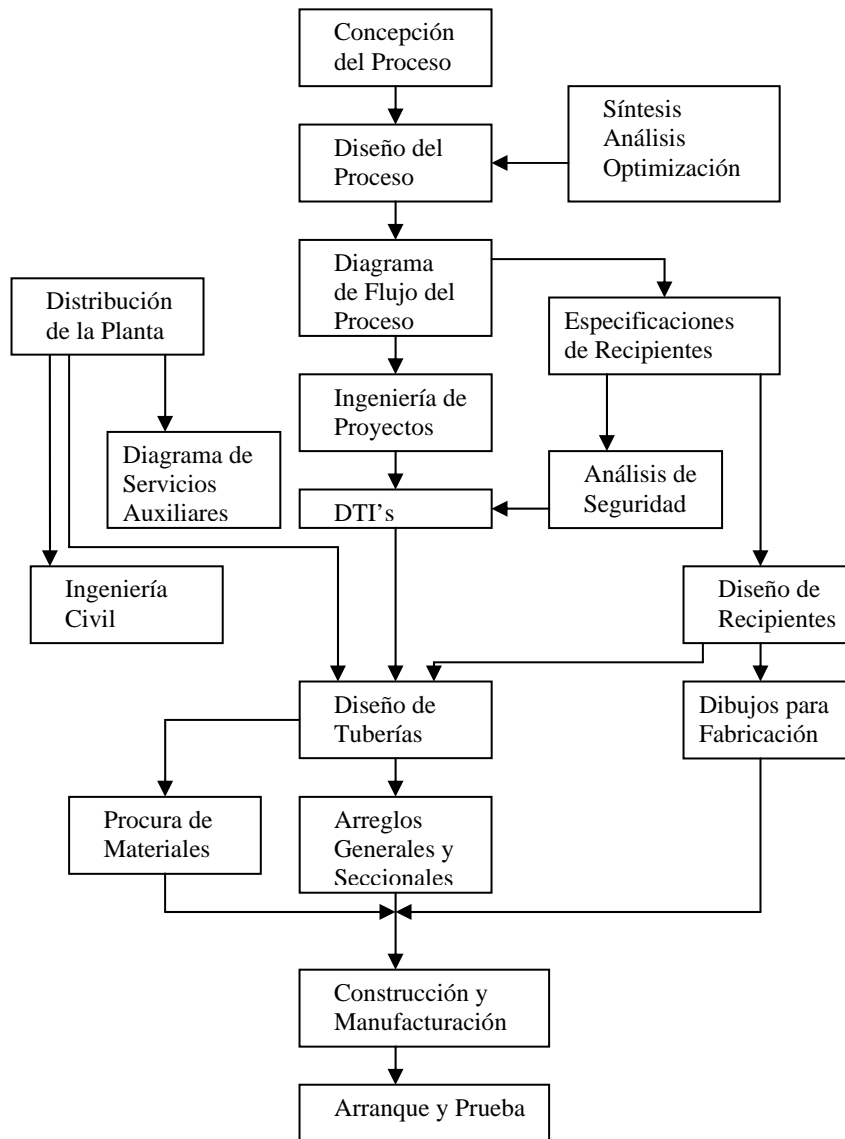 Concepción
del Proceso
Síntesis
Análisis
Optimización
Diseño del
Proceso
Diagrama
de Flujo del
Proceso
Distribución
de la Planta
Especificaciones
de Recipientes
Ingeniería de
Proyectos
Diagrama de
Servicios
Auxiliares
Análisis de
Seguridad
DTI’s
Ingeniería
Civil
Diseño de
Recipientes
Diseño de
Tuberías
Dibujos para
Fabricación
Procura de
Materiales
Arreglos
Generales y
Seccionales
Construcción y
Manufacturación
Arranque y Prueba